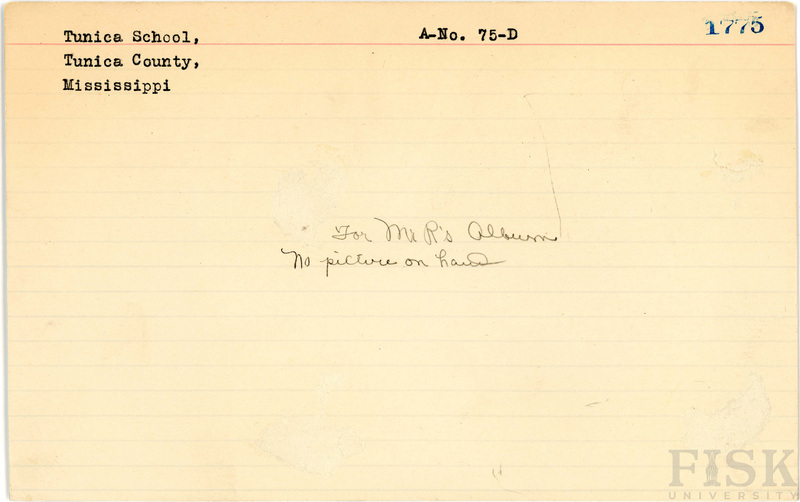 Tunica School,
Tunica County,
Mississippi
A-No. 75-D
1775
For Mr R's Album
No picture on hand
FISK
UNIVERSITY